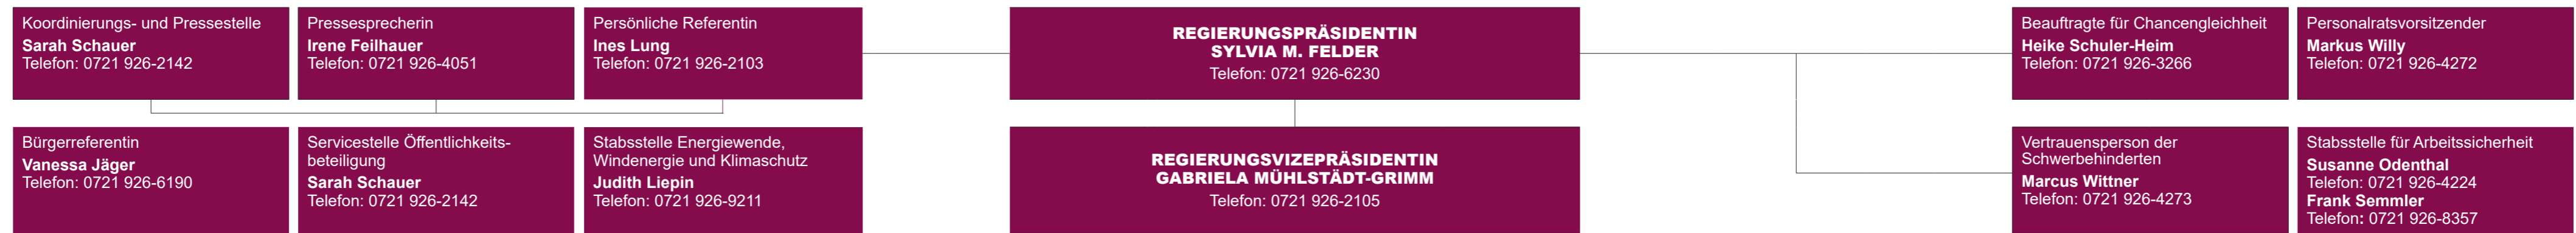 Koordinierungs- und Pressestelle
Sarah Schauer
Telefon: 0721 926-2142
Pressesprecherin
Irene Feilhauer
Telefon: 0721 926-4051
Persönliche Referentin
Ines Lung
Telefon: 0721 926-2103
REGIERUNGSPRÄSIDENTIN
SYLVIA M. FELDER
Telefon: 0721 926-6230
Beauftragte für Chancengleichheit
Heike Schuler-Heim
Telefon: 0721 926-3266
Personalratsvorsitzender
Markus Willy
Telefon: 0721 926-4272
Bürgerreferentin
Vanessa Jäger
Telefon: 0721 926-6190
Servicestelle Öffentlichkeits-
beteiligung
Sarah Schauer
Telefon: 0721 926-2142
Stabsstelle Energiewende,
Windenergie und Klimaschutz
Judith Liepin
Telefon: 0721 926-9211
REGIERUNGSVIZEPRÄSIDENTIN
GABRIELA MÜHLSTÄDT-GRIMM
Telefon: 0721 926-2105
Vertrauensperson der
Schwerbehinderten
Marcus Wittner
Telefon: 0721 926-4273
Stabsstelle für Arbeitssicherheit
Susanne Odenthal
Telefon: 0721 926-4224
Frank Semmler
Telefon: 0721 926-8357